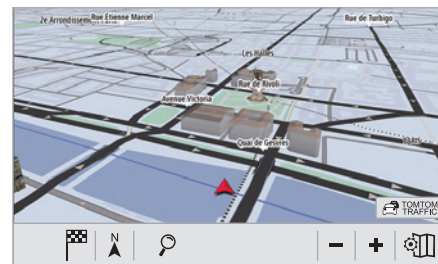 2e Arrondissem
Rue Étienne Marcel
Rue de Turbigo
Les Halles
Rue de Rivoli
Avenue Victoria
Quai de Gesvres
N
TOMTOM
TRAFFIC